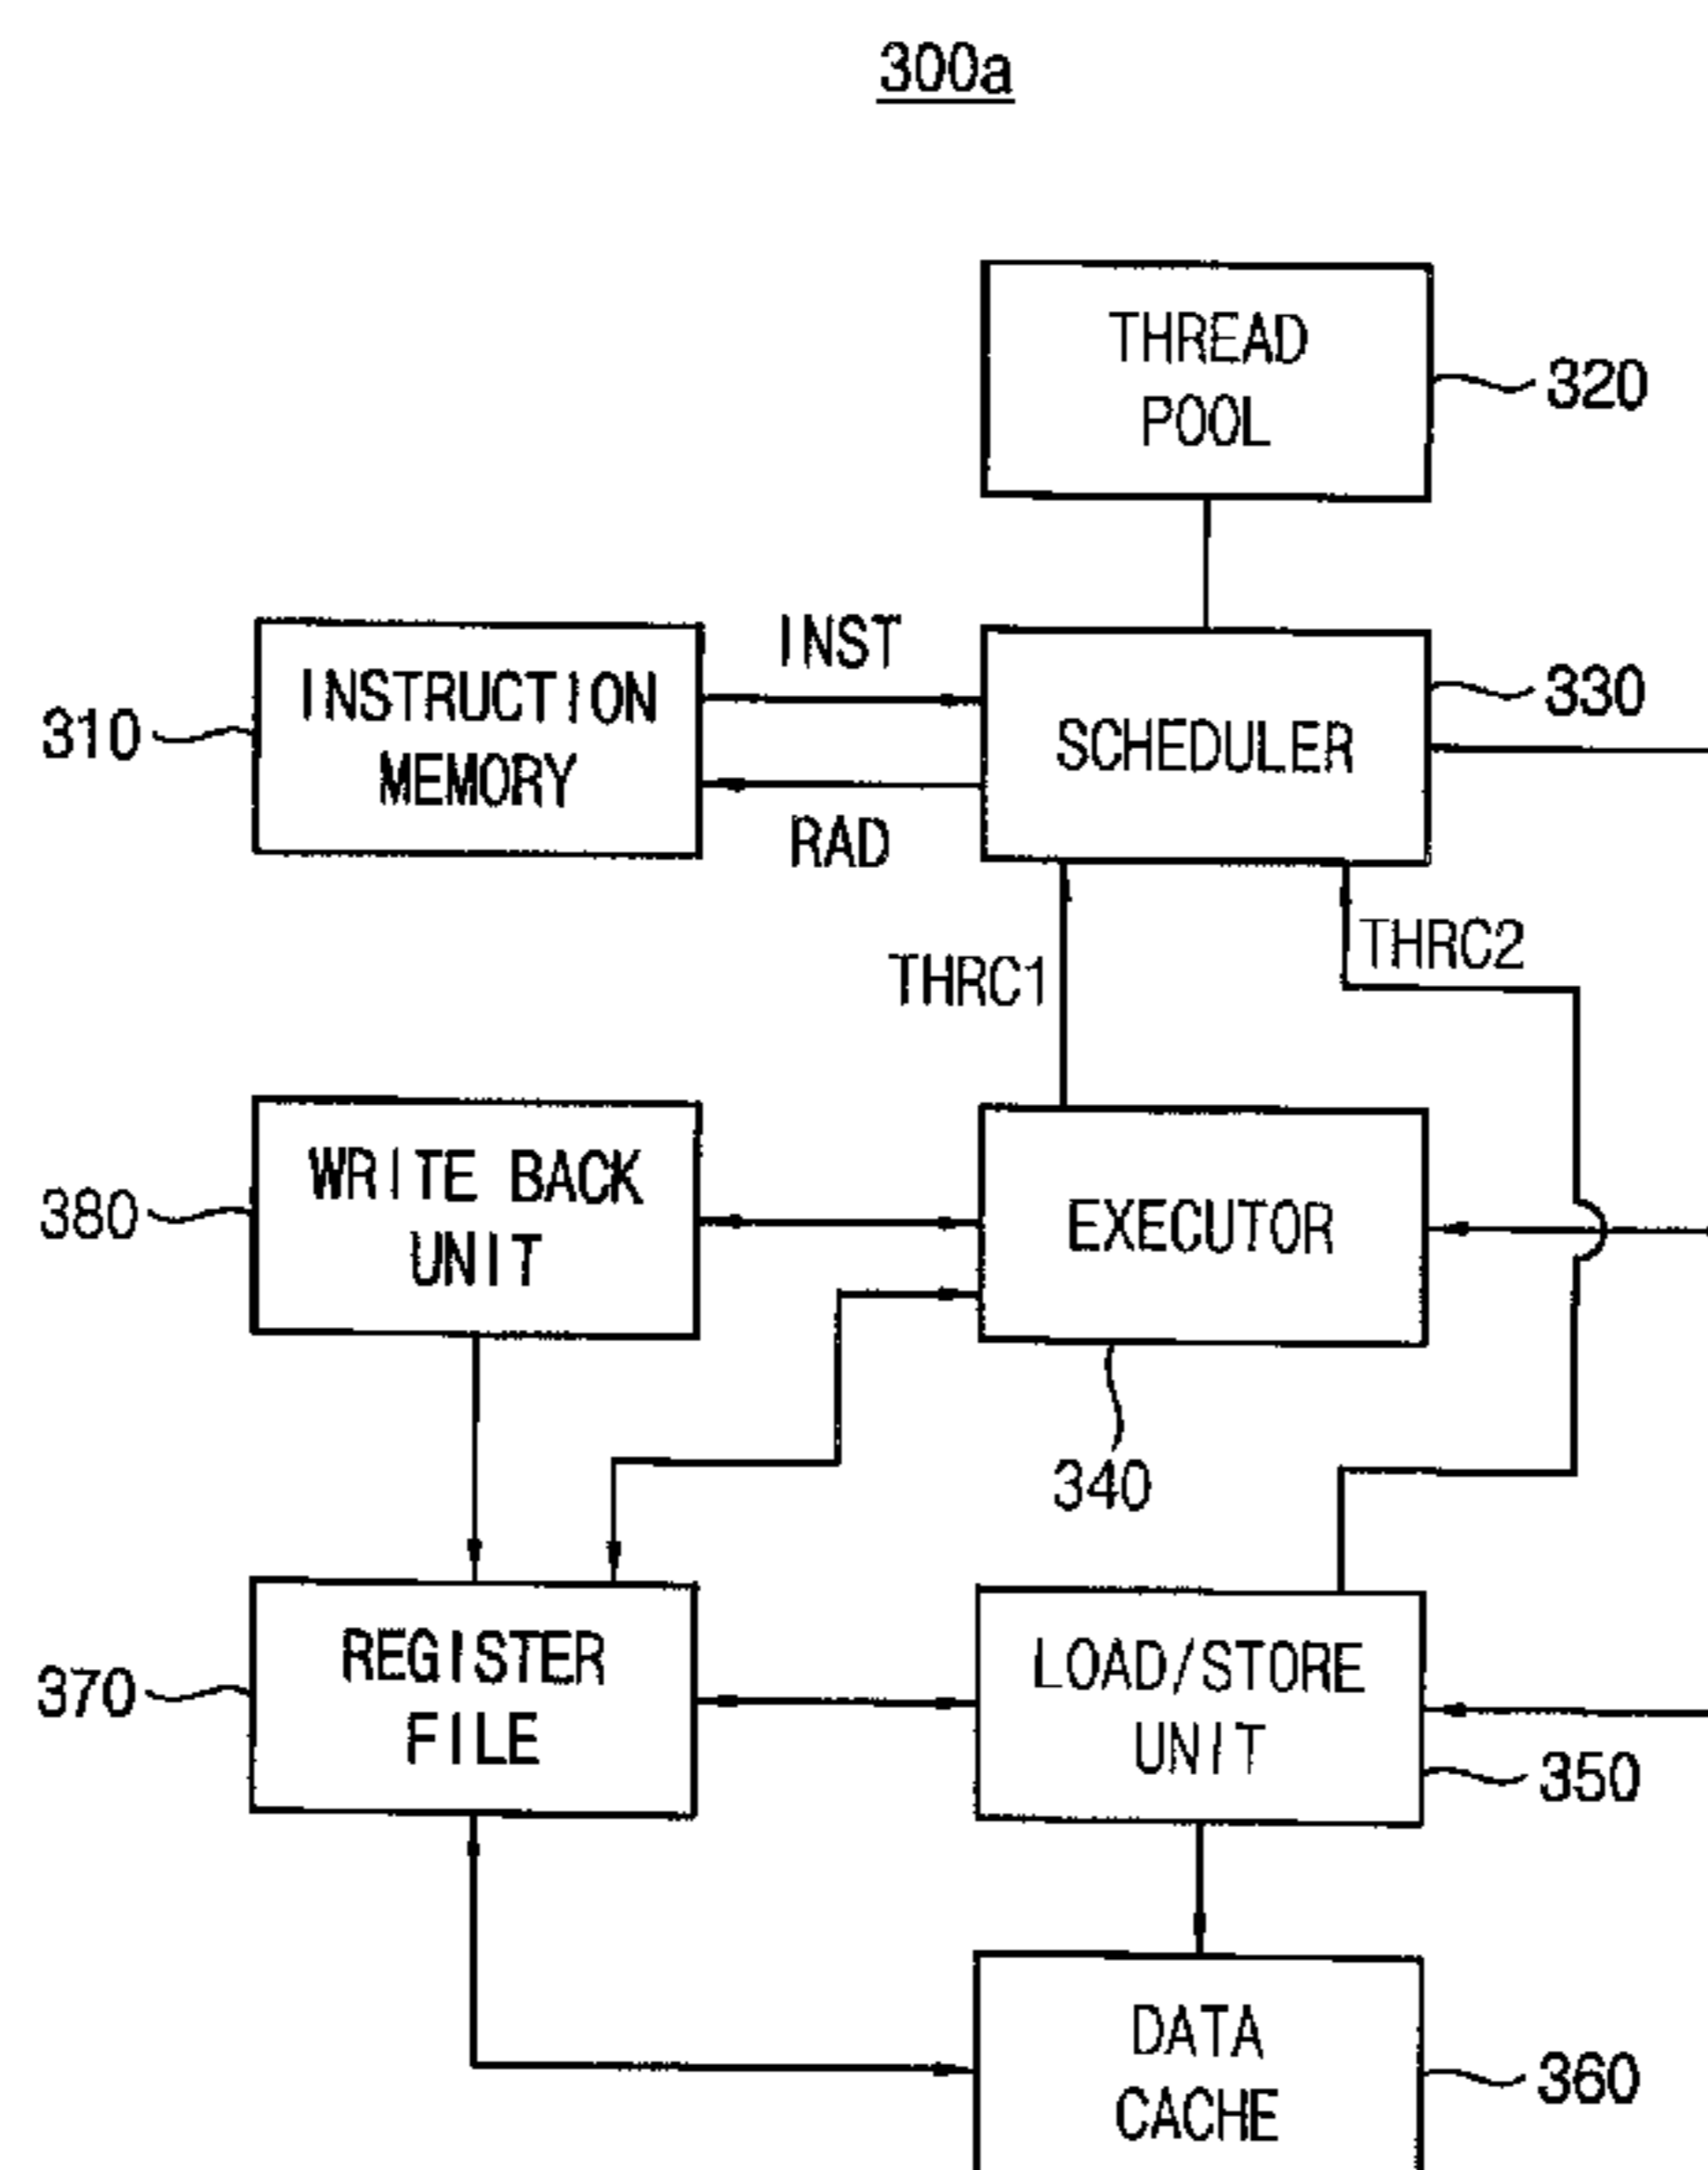 300a
THREAD
POOL
320
INST
INSTRUCTION
MEMORY
310
RAD
SCHEDULER
330
THRC1
THRC2
WRITE BACK
UNIT
380
EXECUTOR
340
REGISTER
FILE
370
LOAD/STORE
UNIT
350
DATA
CACHE
360